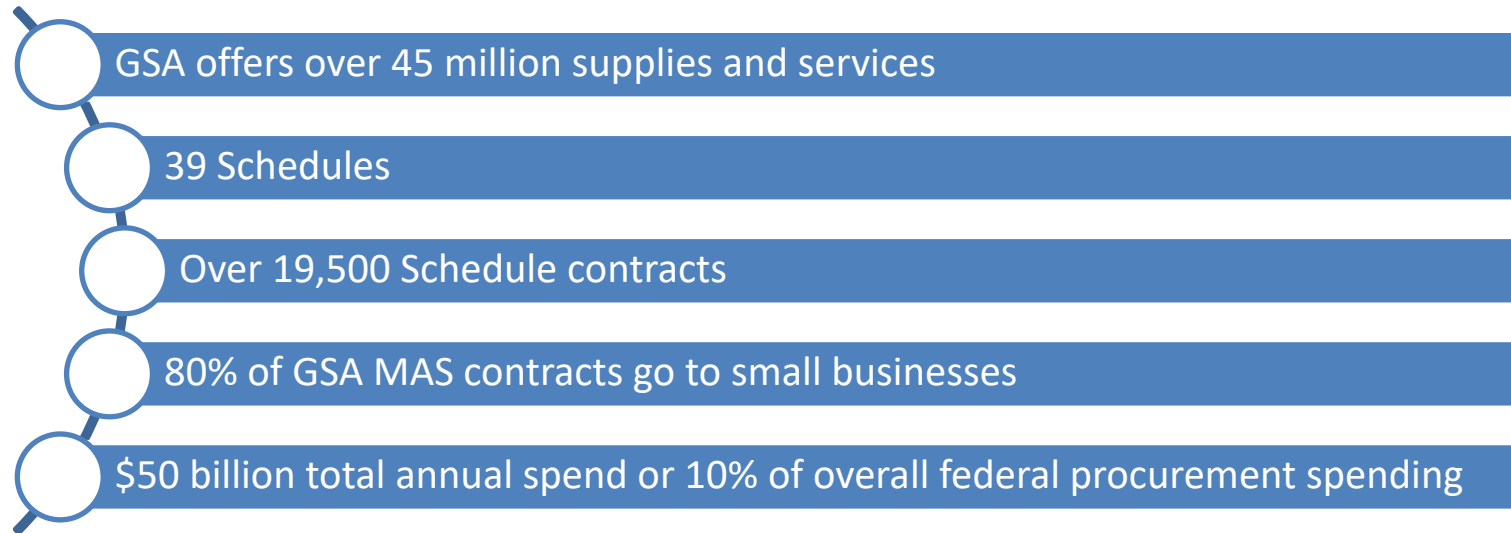 GSA offers over 45 million supplies and services
39 Schedules
Over 19,500 Schedule contracts
80% of GSA MAS contracts go to small businesses
$50 billion total annual spend or 10% of overall federal procurement spending